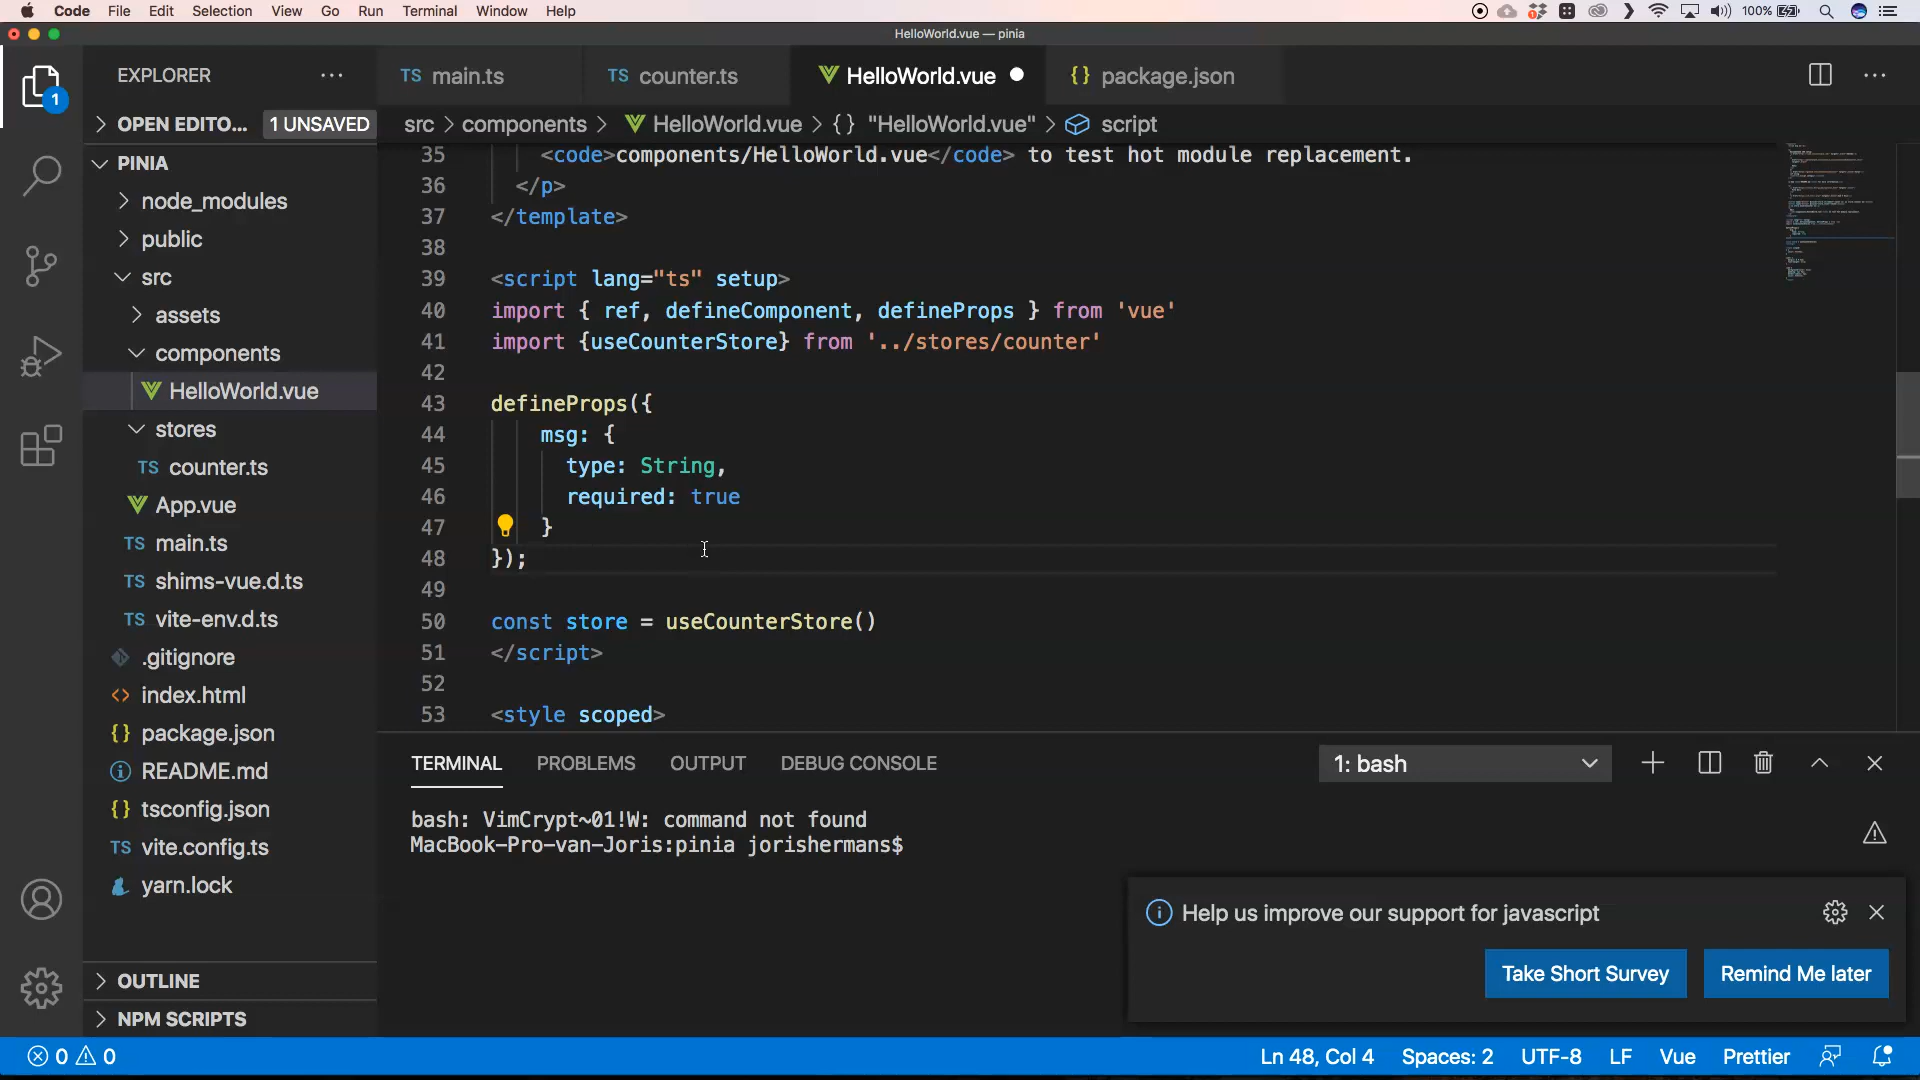 Code File Edit Selection View Go Run Terminal Window Help 100%
HelloWorld.vue — pinia
EXPLORER
TS main.ts
TS counter.ts
HelloWorld.vue
{} package.json
1
OPEN EDITO... 1 UNSAVED
src > components > HelloWorld.vue > {} "HelloWorld.vue" > script
PINIA
node_modules
public
src
assets
components
HelloWorld.vue
stores
TS counter.ts
App.vue
TS main.ts
TS shims-vue.d.ts
TS vite-env.d.ts
.gitignore
<> index.html
{} package.json
README.md
{} tsconfig.json
TS vite.config.ts
yarn.lock
OUTLINE
NPM SCRIPTS
35 <code>components/HelloWorld.vue</code> to test hot module replacement.
36 </p>
37 </template>
38
39 <script lang="ts" setup>
40 import { ref, defineComponent, defineProps } from 'vue'
41 import {useCounterStore} from '../stores/counter'
42
43 defineProps({
44 msg: {
45 type: String,
46 required: true
47 }
48 });
49
50 const store = useCounterStore()
51 </script>
52
53 <style scoped>
TERMINAL PROBLEMS OUTPUT DEBUG CONSOLE 1: bash
bash: VimCrypt~01!W: command not found
MacBook-Pro-van-Joris:pinia jorishermans$
Help us improve our support for javascript
Take Short Survey Remind Me later
0 0 Ln 48, Col 4 Spaces: 2 UTF-8 LF Vue Prettier